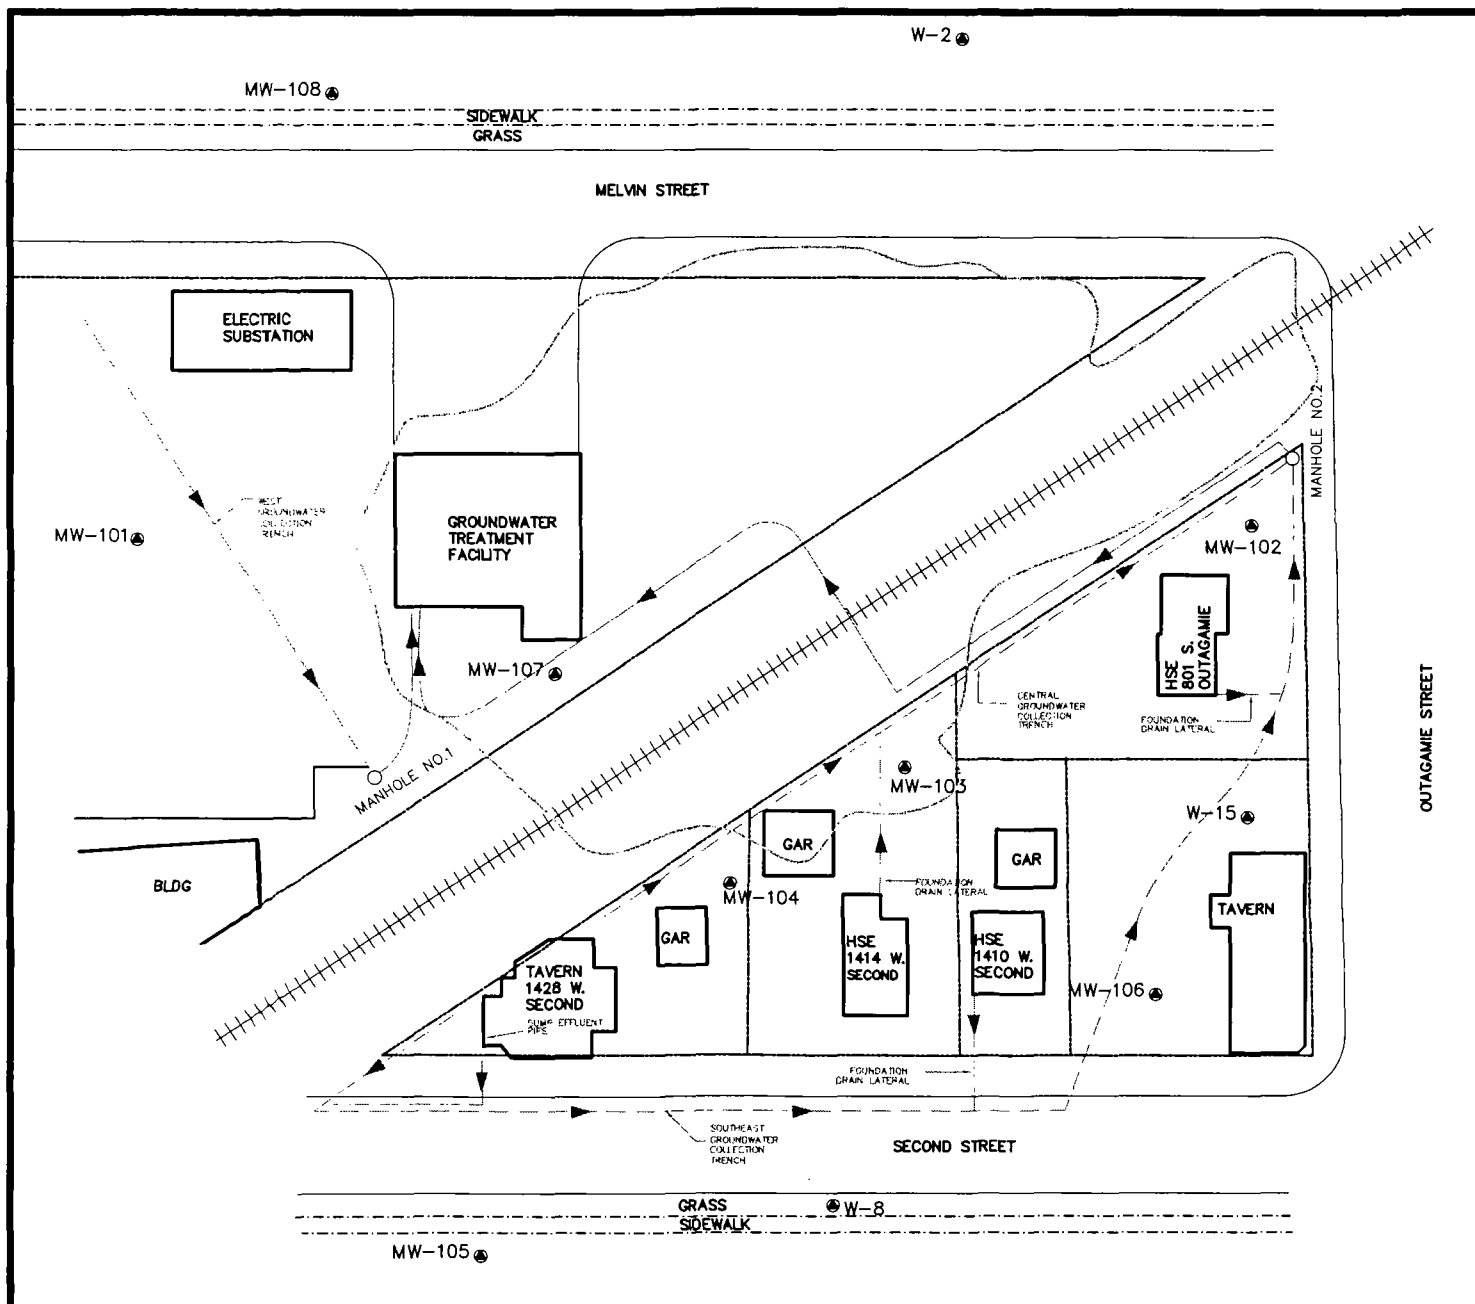 W-2
MW-108
SIDEWALK
GRASS
MELVIN STREET
ELECTRIC
SUBSTATION
MANHOLE NO.2
WEST
GROUNDWATER
COLLECTION
TRENCH
MW-101
GROUNDWATER
TREATMENT
FACILITY
MW-102
HSE
801 S.
OUTAGAMIE
MW-107
CENTRAL
GROUNDWATER
COLLECTION
TRENCH
FOUNDATION
DRAIN LATERAL
OUTAGAMIE STREET
MANHOLE NO.1
MW-103
W-15
GAR
GAR
BLDG
FOUNDATION
DRAIN LATERAL
MW-104
TAVERN
GAR
HSE
1414 W.
SECOND
HSE
1410 W.
SECOND
TAVERN
1428 W.
SECOND
SUMP EFFLUENT
PIPE
MW-106
FOUNDATION
DRAIN LATERAL
SOUTHEAST
GROUNDWATER
COLLECTION
TRENCH
SECOND STREET
GRASS
W-8
SIDEWALK
MW-105